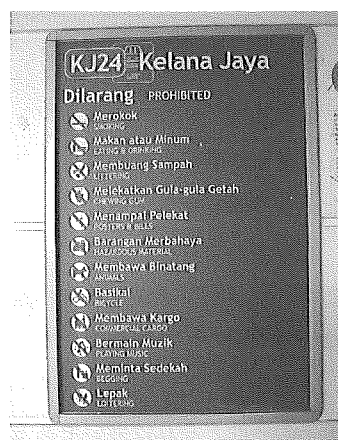 KJ24 Kelana Jaya
Dilarang PROHIBITED
Merokok
SMOKING
Makan atau Minum
EATING & DRINKING
Membuang Sampah
LITTERING
Melekatkan Gula-gula Getah
CHEWING GUM
Menampal Pelekat
POSTERS & BILLS
Barangan Merbahaya
HAZARDOUS MATERIAL
Membawa Binatang
ANIMALS
Basikal
BICYCLE
Membawa Kargo
COMMERCIAL CARGO
Bermain Muzik
PLAYING MUSIC
Meminta Sedekah
BEGGING
Lepak
LOITERING